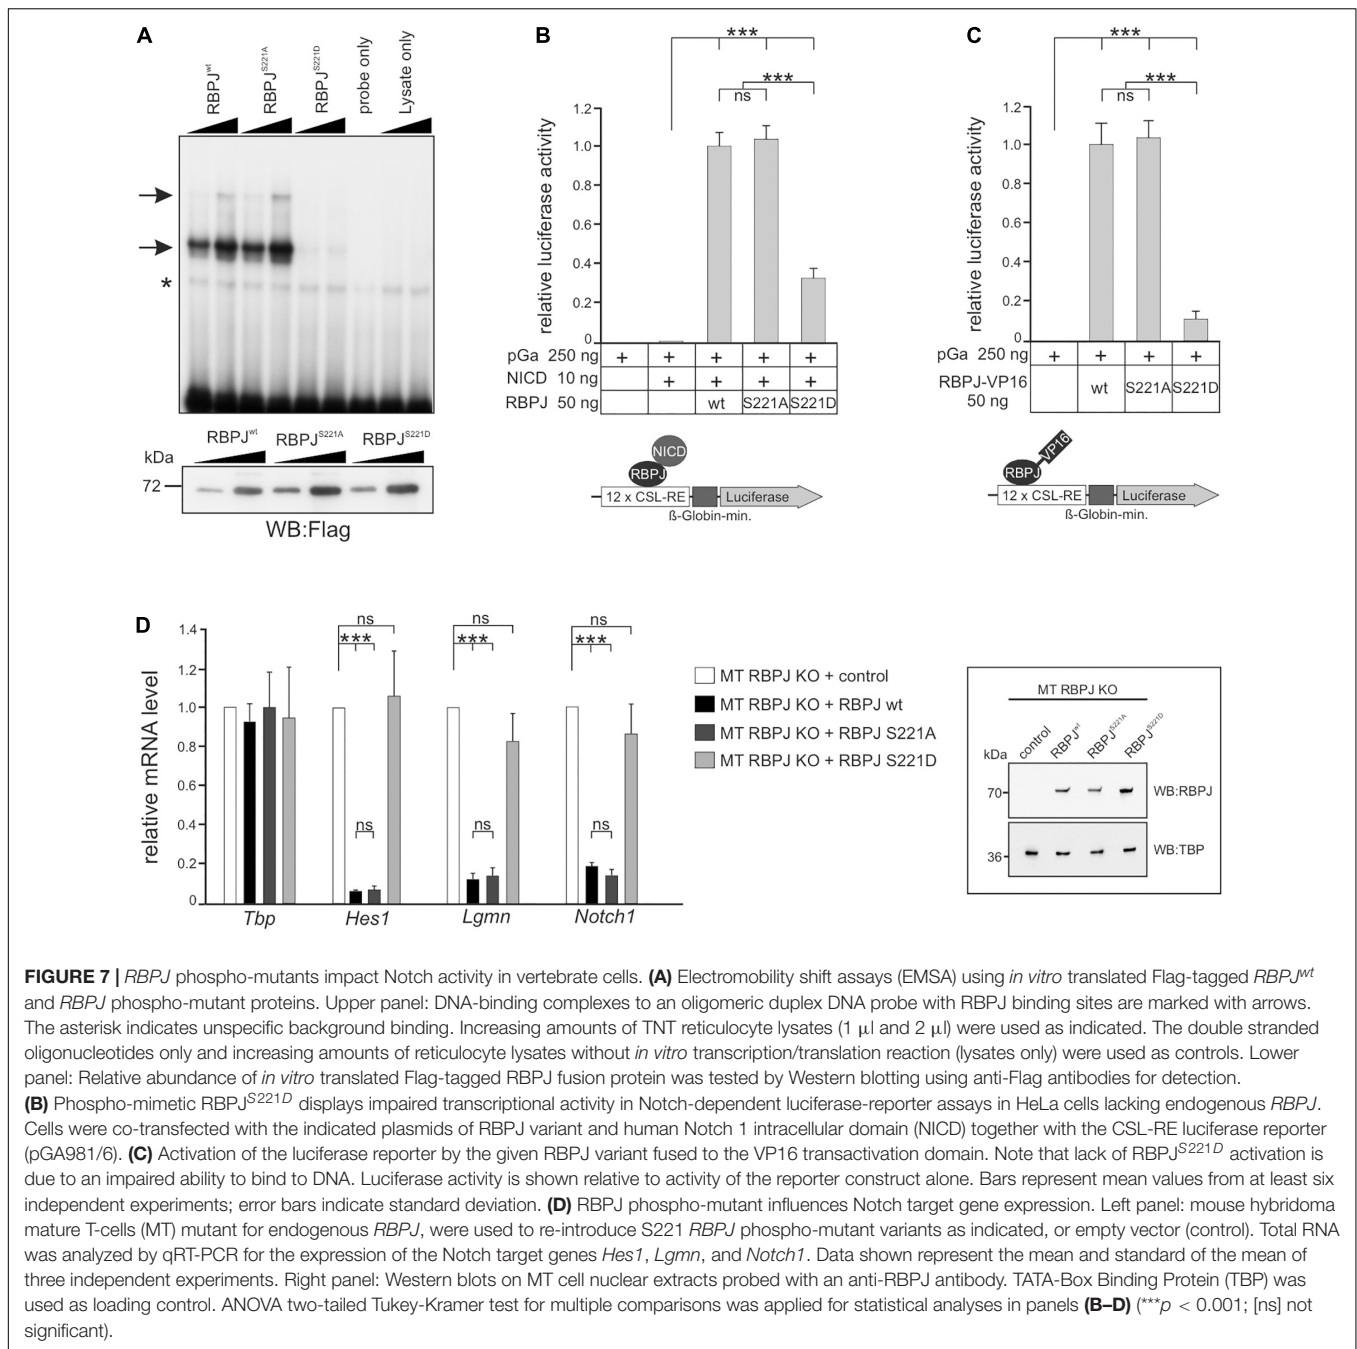 A
RBPJwt
RBPJS221A
RBPJS221D
probe only
Lysate only
*
RBPJwt
RBPJS221A
RBPJS221D
kDa
72
WB:Flag
B
***
***
ns
relative luciferase activity
1.2
1.0
0.8
0.6
0.4
0.2
0
pGa 250 ng + + + + +
NICD 10 ng + + + +
RBPJ 50 ng wt S221A S221D
NICD
RBPJ
12 x CSL-RE
Luciferase
ß-Globin-min.
C
***
***
ns
relative luciferase activity
1.2
1.0
0.8
0.6
0.4
0.2
0
pGa 250 ng + + + +
RBPJ-VP16 wt S221A S221D
50 ng
VP16
RBPJ
12 x CSL-RE
Luciferase
ß-Globin-min.
D
relative mRNA level
1.4
1.2
1.0
0.8
0.6
0.4
0.2
0
ns
***
ns
ns
***
ns
ns
***
ns
Tbp Hes1 Lgmn Notch1
MT RBPJ KO + control
MT RBPJ KO + RBPJ wt
MT RBPJ KO + RBPJ S221A
MT RBPJ KO + RBPJ S221D
MT RBPJ KO
kDa
control
RBPJwt
RBPJS221A
RBPJS221D
70
WB:RBPJ
36
WB:TBP
FIGURE 7 | RBPJ phospho-mutants impact Notch activity in vertebrate cells. (A) Electromobility shift assays (EMSA) using in vitro translated Flag-tagged RBPJwt
and RBPJ phospho-mutant proteins. Upper panel: DNA-binding complexes to an oligomeric duplex DNA probe with RBPJ binding sites are marked with arrows.
The asterisk indicates unspecific background binding. Increasing amounts of TNT reticulocyte lysates (1 μl and 2 μl) were used as indicated. The double stranded
oligonucleotides only and increasing amounts of reticulocyte lysates without in vitro transcription/translation reaction (lysates only) were used as controls. Lower
panel: Relative abundance of in vitro translated Flag-tagged RBPJ fusion protein was tested by Western blotting using anti-Flag antibodies for detection.
(B) Phospho-mimetic RBPJS221D displays impaired transcriptional activity in Notch-dependent luciferase-reporter assays in HeLa cells lacking endogenous RBPJ.
Cells were co-transfected with the indicated plasmids of RBPJ variant and human Notch 1 intracellular domain (NICD) together with the CSL-RE luciferase reporter
(pGA981/6). (C) Activation of the luciferase reporter by the given RBPJ variant fused to the VP16 transactivation domain. Note that lack of RBPJS221D activation is
due to an impaired ability to bind to DNA. Luciferase activity is shown relative to activity of the reporter construct alone. Bars represent mean values from at least six
independent experiments; error bars indicate standard deviation. (D) RBPJ phospho-mutant influences Notch target gene expression. Left panel: mouse hybridoma
mature T-cells (MT) mutant for endogenous RBPJ, were used to re-introduce S221 RBPJ phospho-mutant variants as indicated, or empty vector (control). Total RNA
was analyzed by qRT-PCR for the expression of the Notch target genes Hes1, Lgmn, and Notch1. Data shown represent the mean and standard of the mean of
three independent experiments. Right panel: Western blots on MT cell nuclear extracts probed with an anti-RBPJ antibody. TATA-Box Binding Protein (TBP) was
used as loading control. ANOVA two-tailed Tukey-Kramer test for multiple comparisons was applied for statistical analyses in panels (B–D) (***p < 0.001; [ns] not
significant).